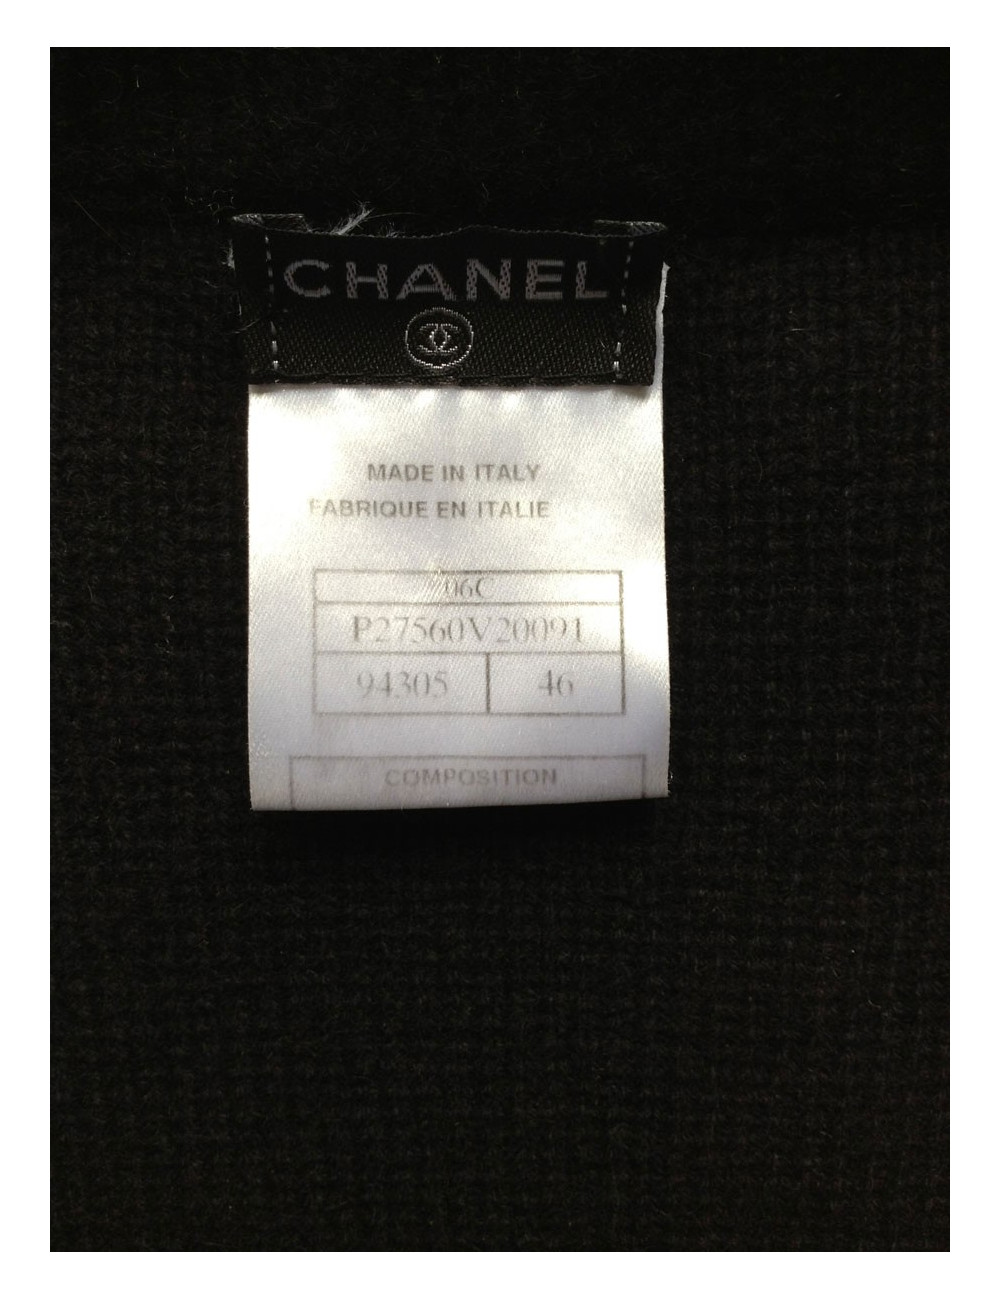 CHANEL
MADE IN ITALY
FABRIQUE EN ITALIE
06C
P27560V20091
94305 46
COMPOSITION